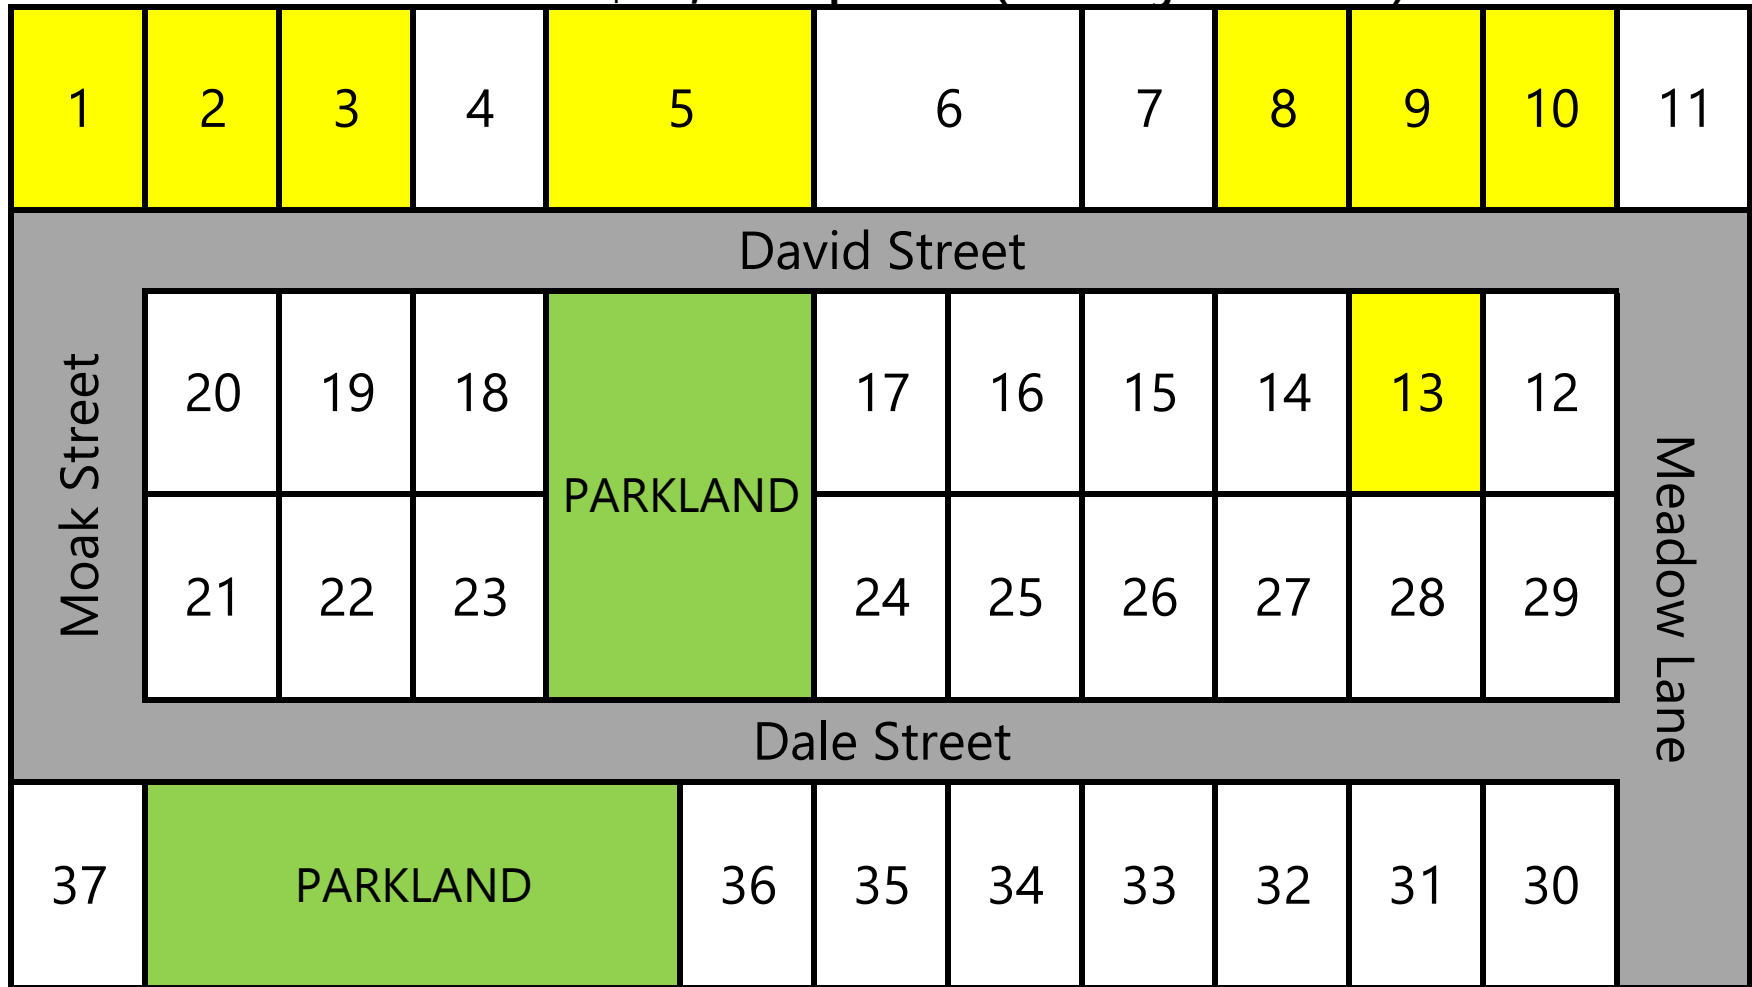 1 2 3 4 5 6 7 8 9 10 11
David Street
20 19 18 17 16 15 14 13 12
Moak Street
PARKLAND
Meadow Lane
21 22 23 24 25 26 27 28 29
Dale Street
37 PARKLAND 36 35 34 33 32 31 30